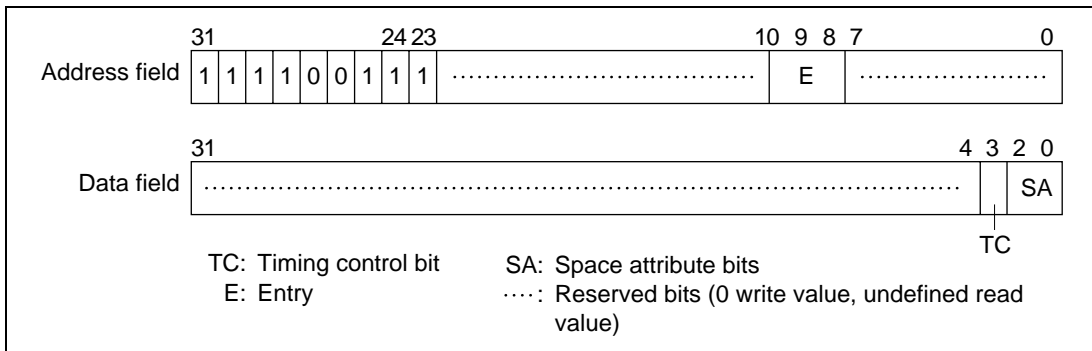 31 24 23 10 9 8 7 0
Address field 1 1 1 1 0 0 1 1 1 ........ E ........
31 4 3 2 0
Data field ........ SA
TC
TC: Timing control bit SA: Space attribute bits
E: Entry ····: Reserved bits (0 write value, undefined read
value)